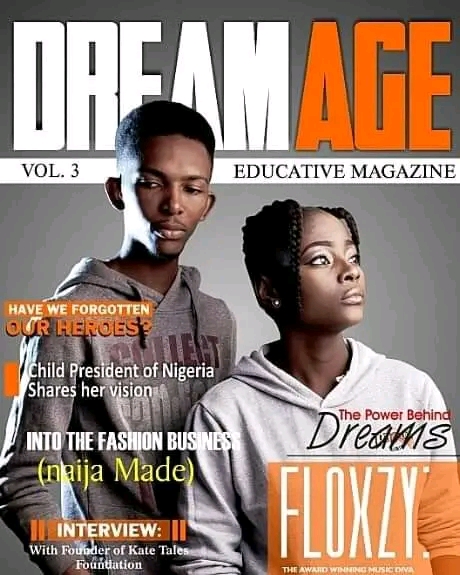 DREAM AGE
VOL. 3
EDUCATIVE MAGAZINE
HAVE WE FORGOTTEN
OUR HEROES?
Child President of Nigeria
Shares her vision
INTO THE FASHION BUSINESS
(naija Made)
INTERVIEW:
With Founder of Kate Tales
Foundation
The Power Behind
Dreams
FLOXZY:
THE AWARD WINNING MUSIC DIVA